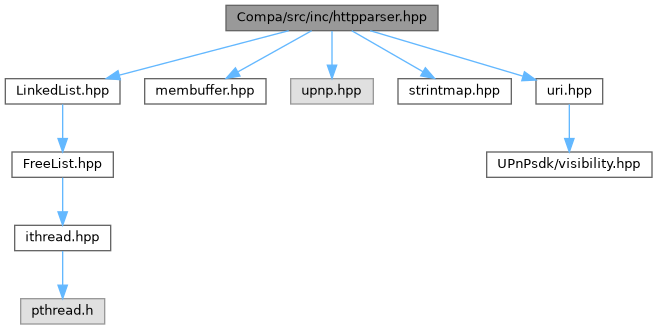 Compa/src/inc/httpparser.hpp
LinkedList.hpp
membuffer.hpp
upnp.hpp
strintmap.hpp
uri.hpp
FreeList.hpp
UPnPsdk/visibility.hpp
ithread.hpp
pthread.h